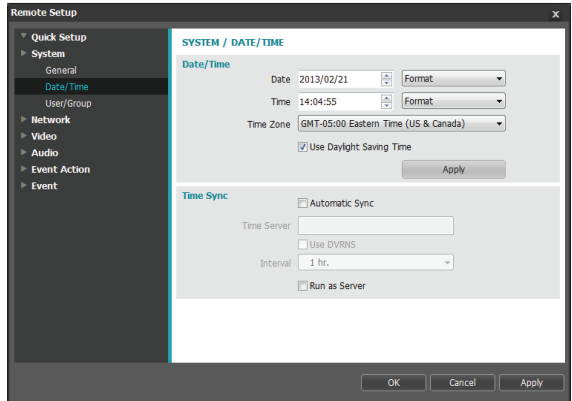 Remote Setup
x
Quick Setup
System
General
Date/Time
User/Group
Network
Video
Audio
Event Action
Event
SYSTEM / DATE/TIME
Date/Time
Date 2013/02/21 Format
Time 14:04:55 Format
Time Zone GMT-05:00 Eastern Time (US & Canada)
Use Daylight Saving Time
Apply
Time Sync
Automatic Sync
Time Server
Use DVRNS
Interval 1 hr.
Run as Server
OK Cancel Apply